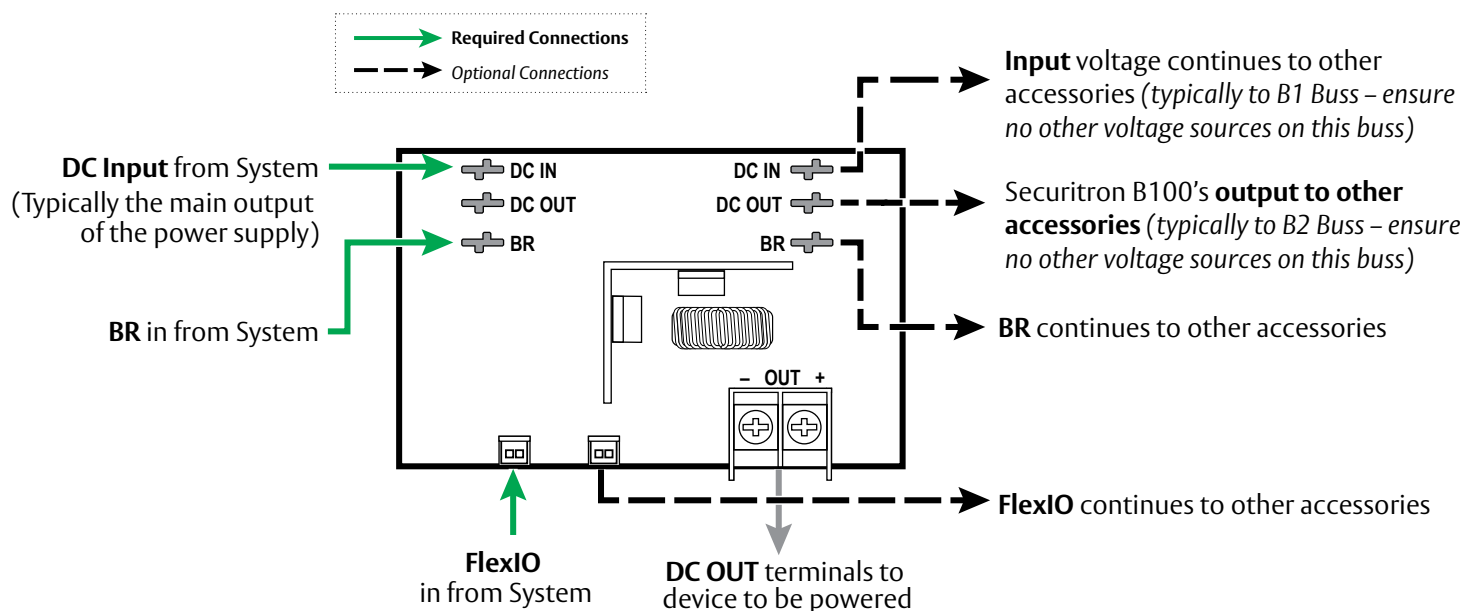 Required Connections
Optional Connections
Input voltage continues to other
accessories (typically to B1 Buss – ensure
no other voltage sources on this buss)
DC Input from System
(Typically the main output
of the power supply)
DC IN
DC IN
DC OUT
DC OUT
BR
BR
Securitron B100's output to other
accessories (typically to B2 Buss – ensure
no other voltage sources on this buss)
BR in from System
BR continues to other accessories
– OUT +
FlexIO continues to other accessories
FlexIO
in from System
DC OUT terminals to
device to be powered